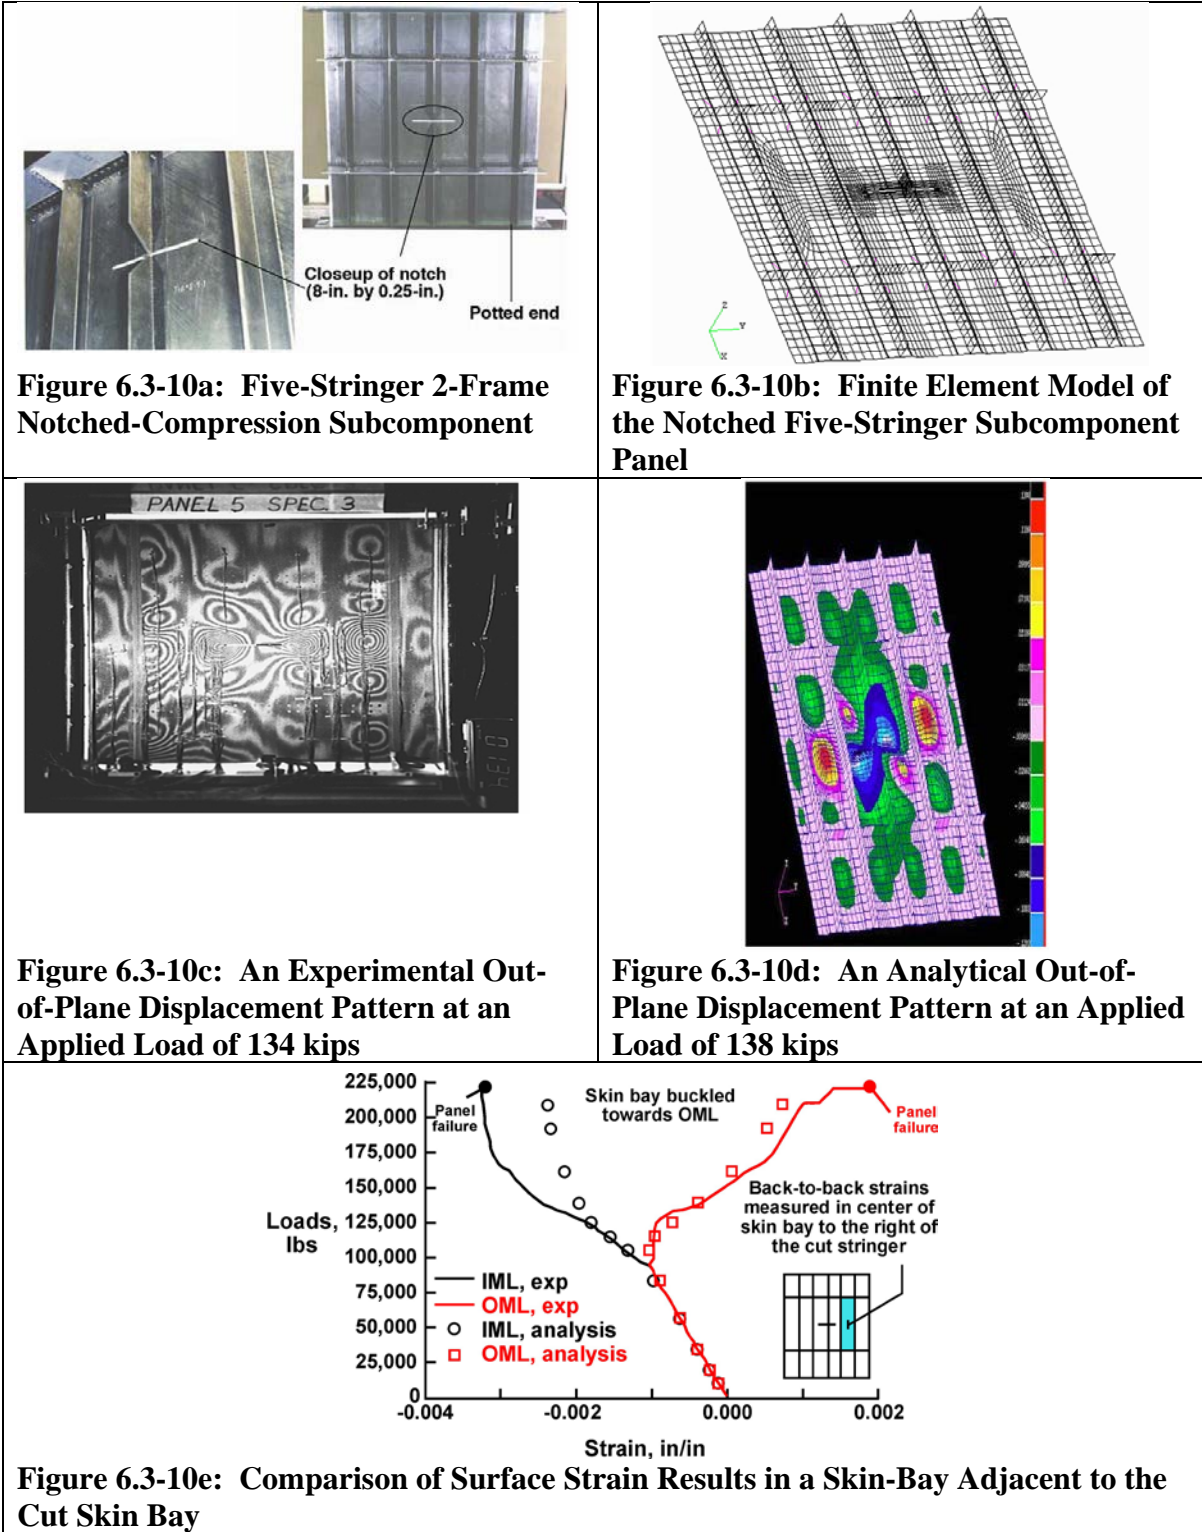 Closeup of notch
(8-in. by 0.25-in.)
Potted end
Figure 6.3-10a: Five-Stringer 2-Frame
Notched-Compression Subcomponent
Z
Y
X
Figure 6.3-10b: Finite Element Model of
the Notched Five-Stringer Subcomponent
Panel
PANEL 5 SPEC. 3
Figure 6.3-10c: An Experimental Out-
of-Plane Displacement Pattern at an
Applied Load of 134 kips
Figure 6.3-10d: An Analytical Out-of-
Plane Displacement Pattern at an Applied
Load of 138 kips
225,000
200,000
175,000
150,000
125,000
100,000
75,000
50,000
25,000
0
Loads,
lbs
Panel
failure
Skin bay buckled
towards OML
Panel
failure
Back-to-back strains
measured in center of
skin bay to the right of
the cut stringer
IML, exp
OML, exp
IML, analysis
OML, analysis
-0.004
-0.002
0.000
0.002
Strain, in/in
Figure 6.3-10e: Comparison of Surface Strain Results in a Skin-Bay Adjacent to the
Cut Skin Bay